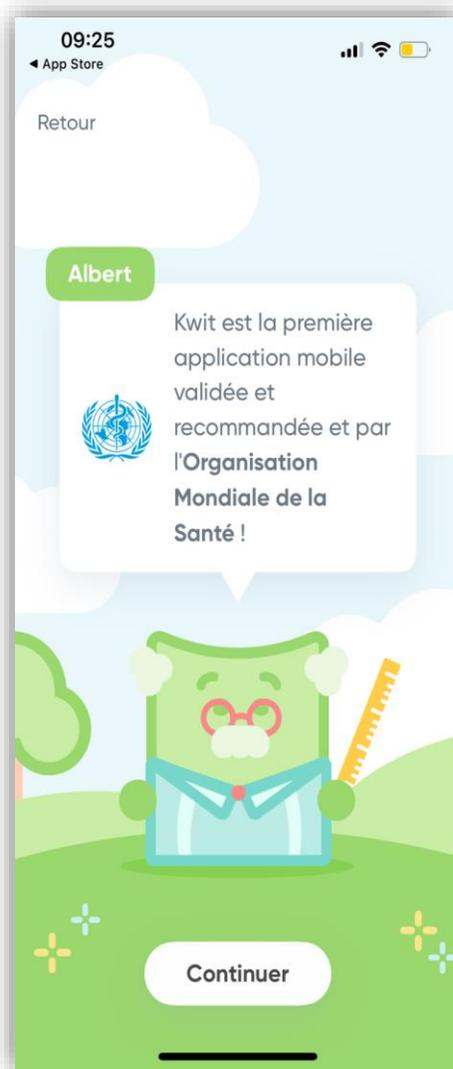 09:25
◀ App Store
Retour
Albert
Kwit est la première
application mobile
validée et
recommandée et par
l'Organisation
Mondiale de la
Santé !
Continuer